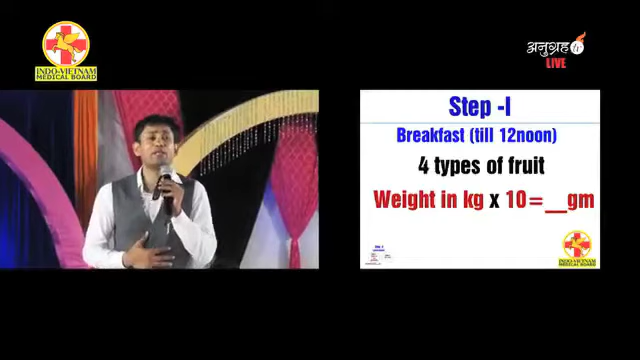 INDO-VIETNAM
MEDICAL BOARD
अनुग्रह
LIVE
Step -I
Breakfast (till 12noon)
4 types of fruit
Weight in kg x 10=__gm
INDO-VIETNAM
MEDICAL BOARD